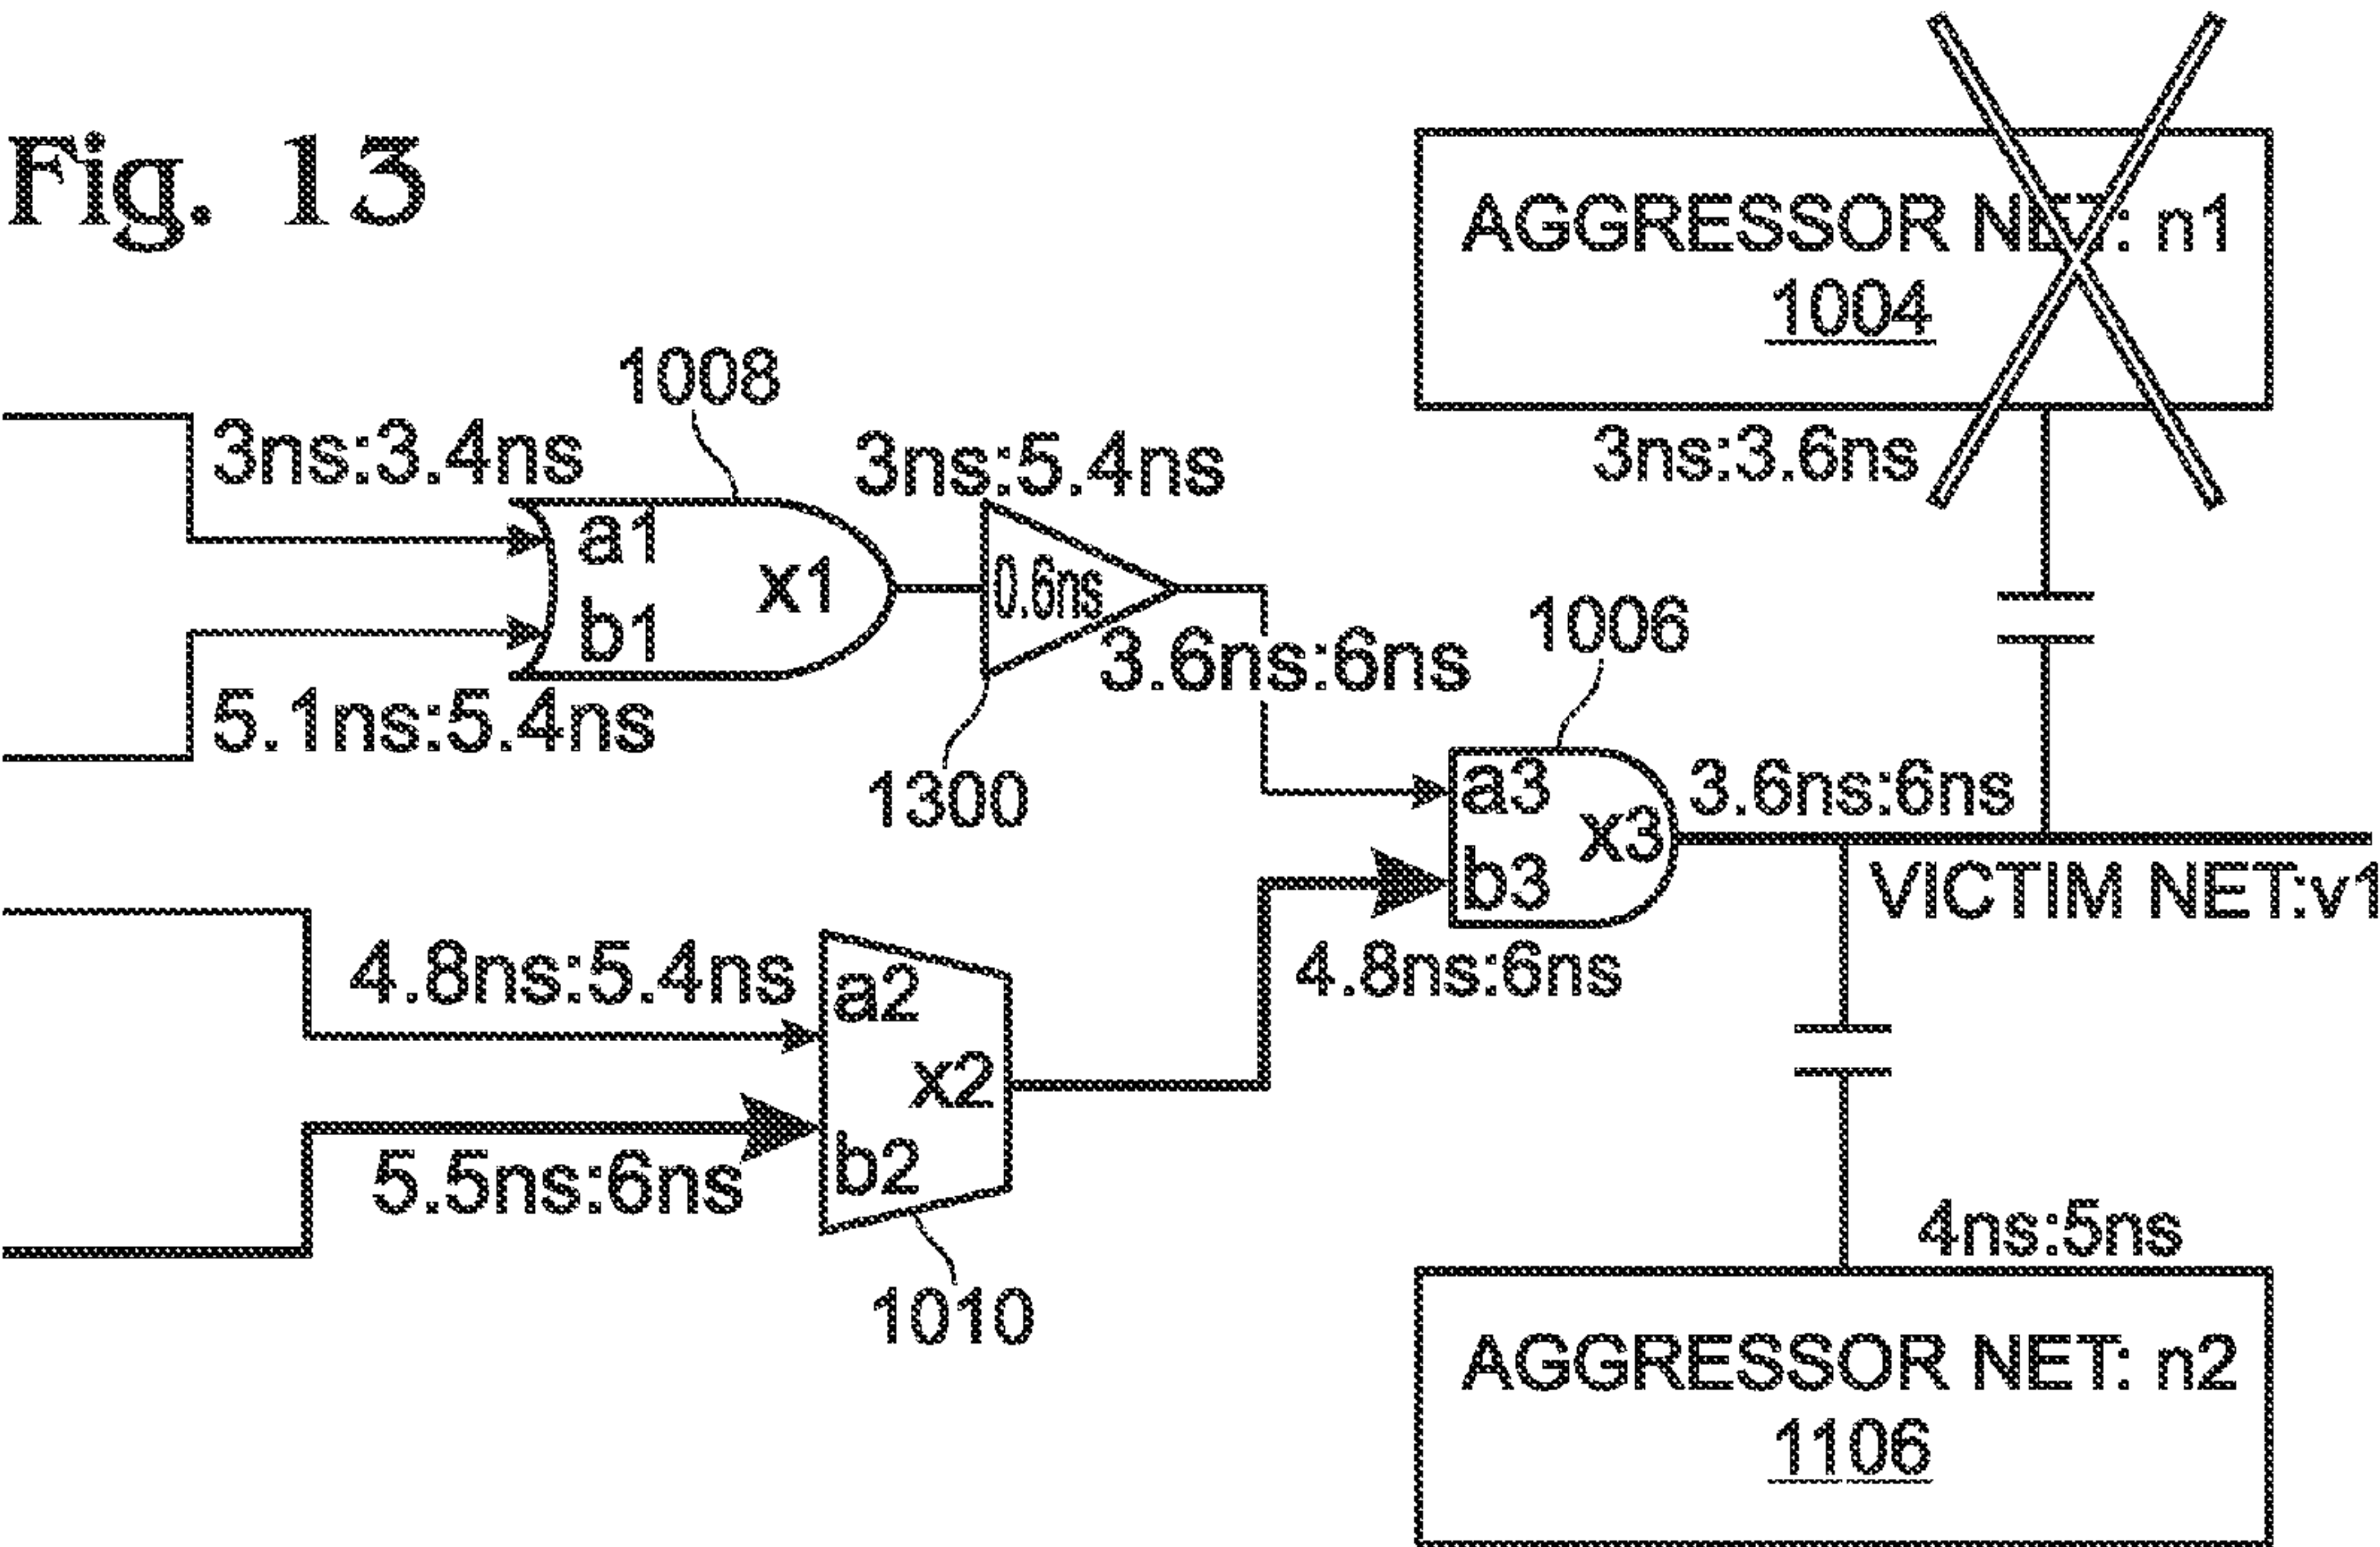 Fig. 13
AGGRESSOR NET: n1
1004
3ns:3.6ns
1008
3ns:3.4ns
3ns:5.4ns
a1
x1
b1
0.6ns
5.1ns:5.4ns
3.6ns:6ns
1300
1006
a3
x3
b3
3.6ns:6ns
VICTIM NET:v1
4.8ns:6ns
4.8ns:5.4ns
a2
x2
b2
5.5ns:6ns
1010
4ns:5ns
AGGRESSOR NET: n2
1106